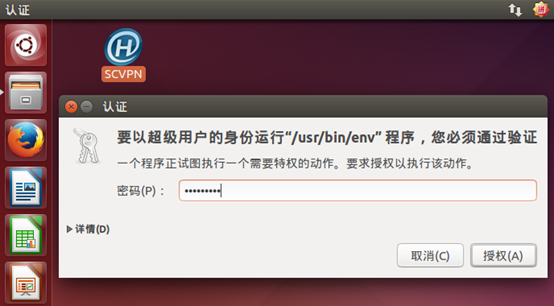 认证
SCVPN
认证
要以超级用户的身份运行“/usr/bin/env”程序，您必须通过验证
一个程序正试图执行一个需要特权的动作。要求授权以执行该动作。
密码(P)：
详情(D)
取消(C)
授权(A)